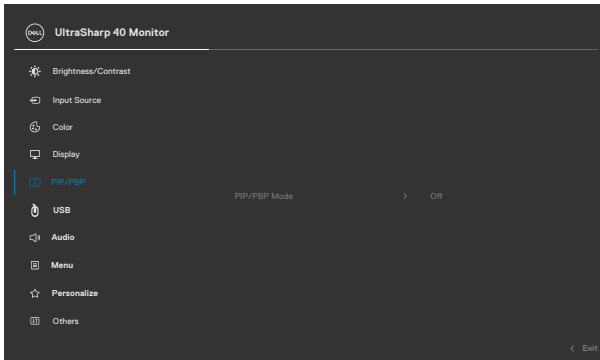 DELL UltraSharp 40 Monitor
Brightness/Contrast
Input Source
Color
Display
PIP/PBP
PIP/PBP Mode > Off
USB
Audio
Menu
Personalize
Others
< Exit